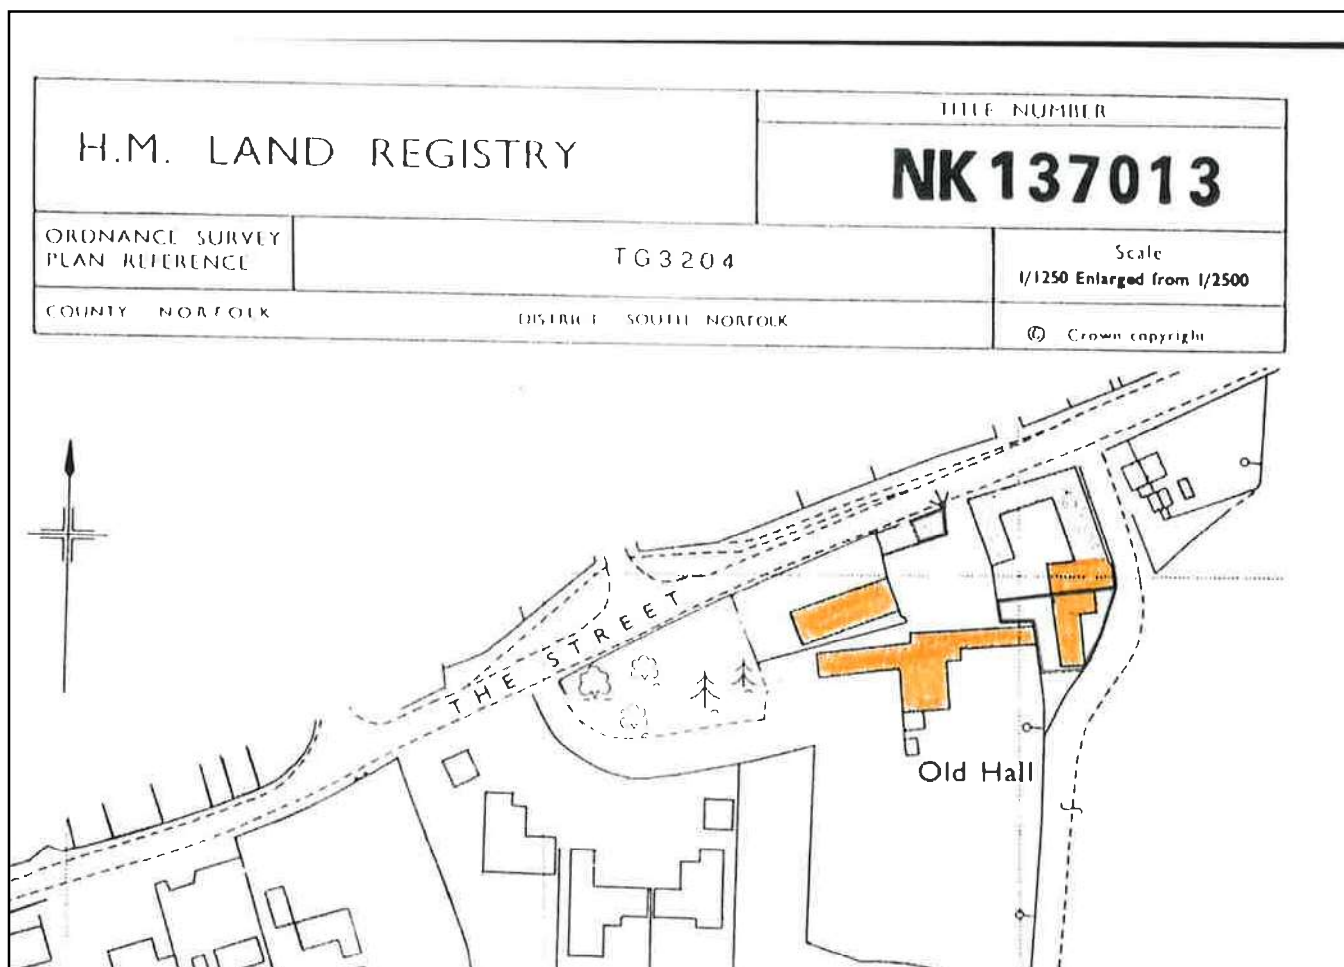 H.M. LAND REGISTRY
TITLE NUMBER
NK137013
ORDNANCE SURVEY
PLAN REFERENCE
TG3204
Scale
1/1250 Enlarged from 1/2500
COUNTY NORFOLK
DISTRICT SOUTH NORFOLK
© Crown copyright
THE STREET
Old Hall